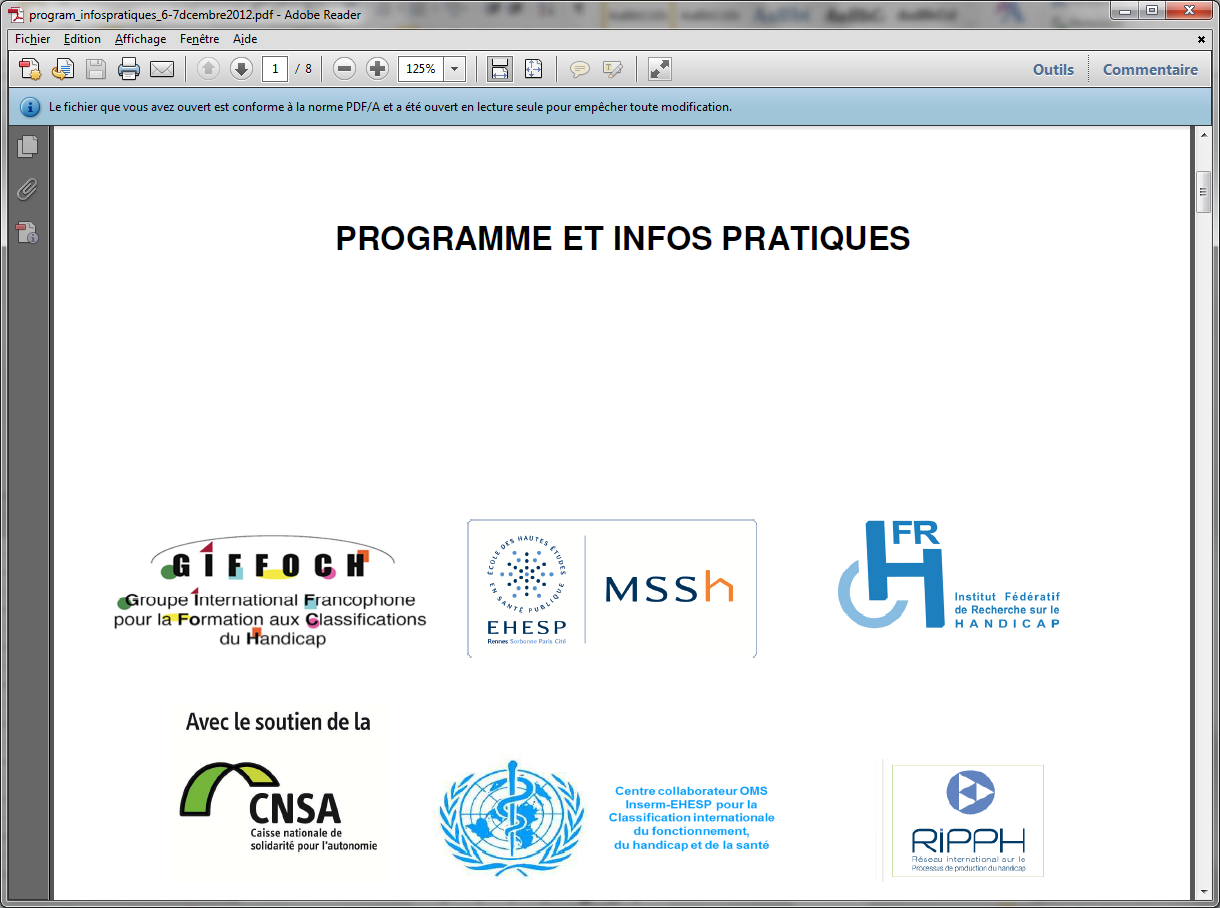 program_infospratiques_6-7dcembre2012.pdf - Adobe Reader
Fichier Edition Affichage Fenêtre Aide
1 / 8 125% Outils Commentaire
Le fichier que vous avez ouvert est conforme à la norme PDF/A et a été ouvert en lecture seule pour empêcher toute modification.
PROGRAMME ET INFOS PRATIQUES
GIFFOCH
Groupe International Francophone
pour la Formation aux Classifications
du Handicap
ÉCOLE DES HAUTES ÉTUDES
EN SANTÉ PUBLIQUE
EHESP
Rennes Sorbonne Paris Cité
MSSh
IFRH
Institut Fédératif
de Recherche sur le
HANDICAP
Avec le soutien de la
CNSA
Caisse nationale de
solidarité pour l'autonomie
Centre collaborateur OMS
Inserm-EHESP pour la
Classification internationale
du fonctionnement,
du handicap et de la santé
RIPPH
Réseau international sur le
Processus de production du handicap